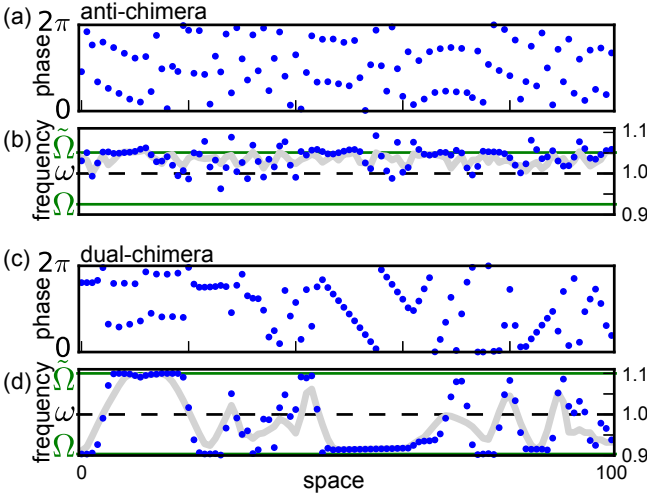 (a) anti-chimera
2π
phase
0
(b)
frequency
Ω̃
ω
Ω
1.1
1.0
0.9
(c) dual-chimera
2π
phase
0
(d)
frequency
Ω̃
ω
Ω
1.1
1.0
0.9
0 space 100